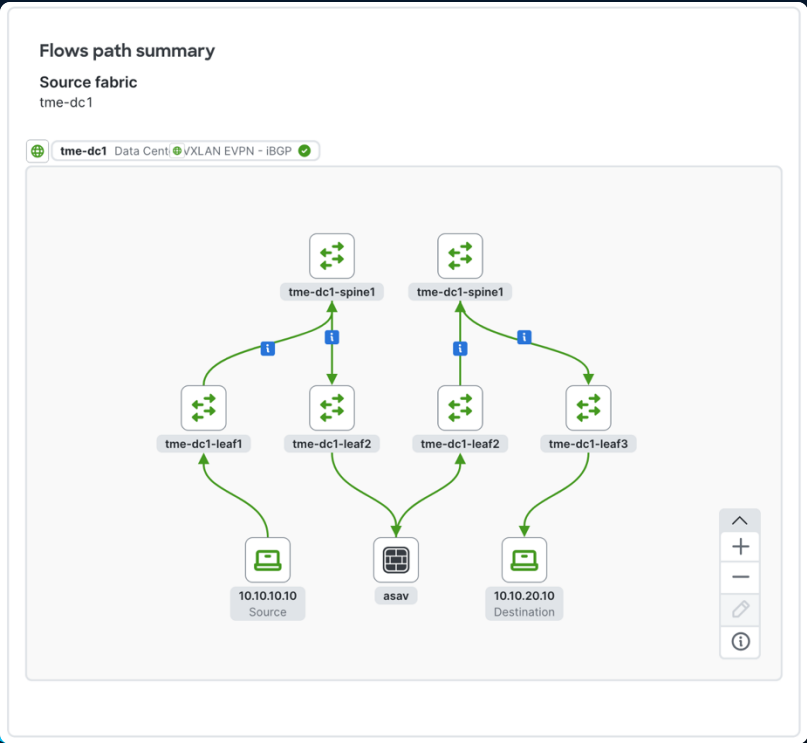 Flows path summary
Source fabric
tme-dc1
tme-dc1 Data Cent VXLAN EVPN - iBGP
tme-dc1-spine1 tme-dc1-spine1
i i i i
tme-dc1-leaf1 tme-dc1-leaf2 tme-dc1-leaf2 tme-dc1-leaf3
10.10.10.10 asav 10.10.20.10
Source Destination